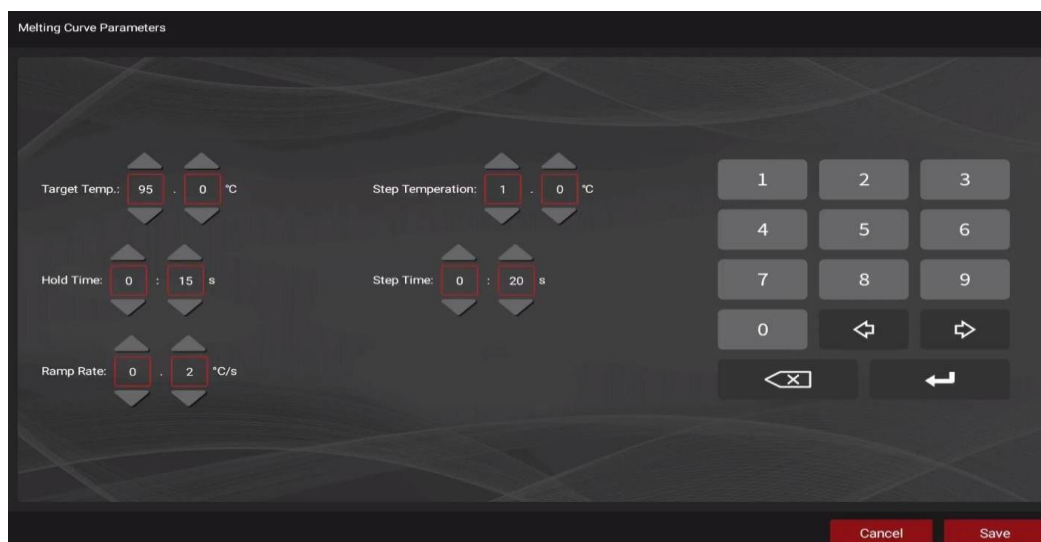 Melting Curve Parameters
Target Temp.: 95 . 0 °C
Step Temperation: 1 . 0 °C
Hold Time: 0 : 15 s
Step Time: 0 : 20 s
Ramp Rate: 0 . 2 °C/s
1 2 3
4 5 6
7 8 9
0
Cancel Save